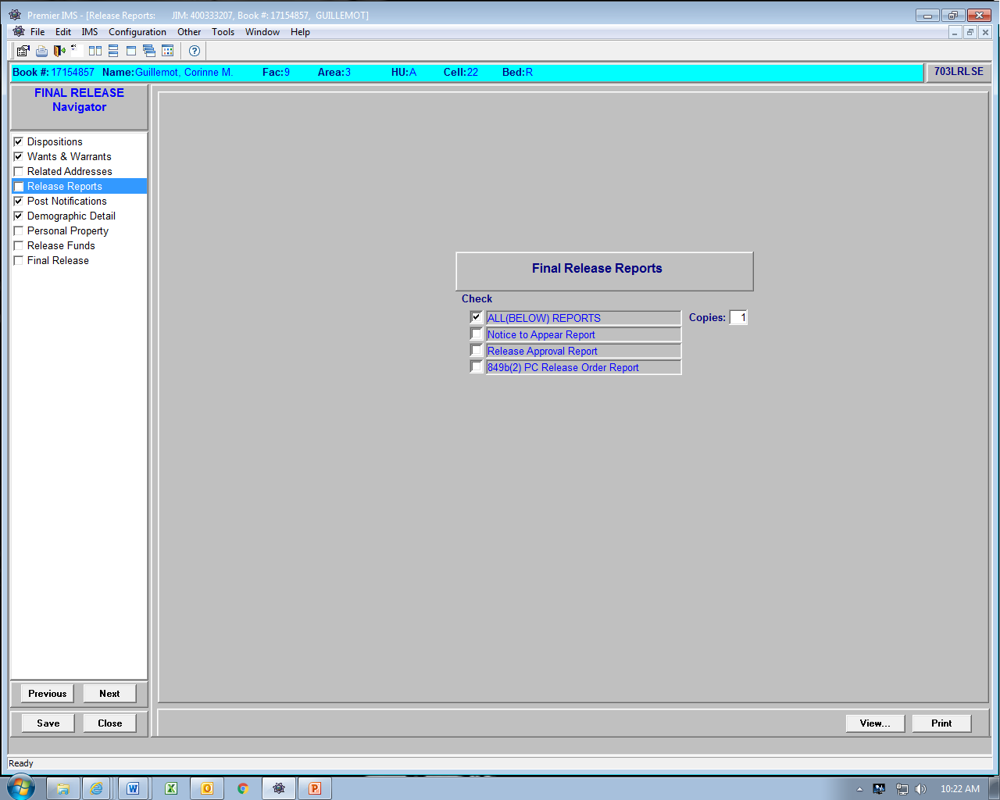 Premier IMS - [Release Reports: JIM: 400333207, Book #: 17154857, GUILLEMOT]
File Edit IMS Configuration Other Tools Window Help
Book #: 17154857 Name: Guillemot, Corinne M. Fac: 9 Area: 3 HU: A Cell: 22 Bed: R 703LRLSE
FINAL RELEASE
Navigator
Dispositions
Wants & Warrants
Related Addresses
Release Reports
Post Notifications
Demographic Detail
Personal Property
Release Funds
Final Release
Final Release Reports
Check
ALL(BELOW) REPORTS Copies: 1
Notice to Appear Report
Release Approval Report
849b(2) PC Release Order Report
Previous Next
Save Close
View... Print
Ready
10:22 AM